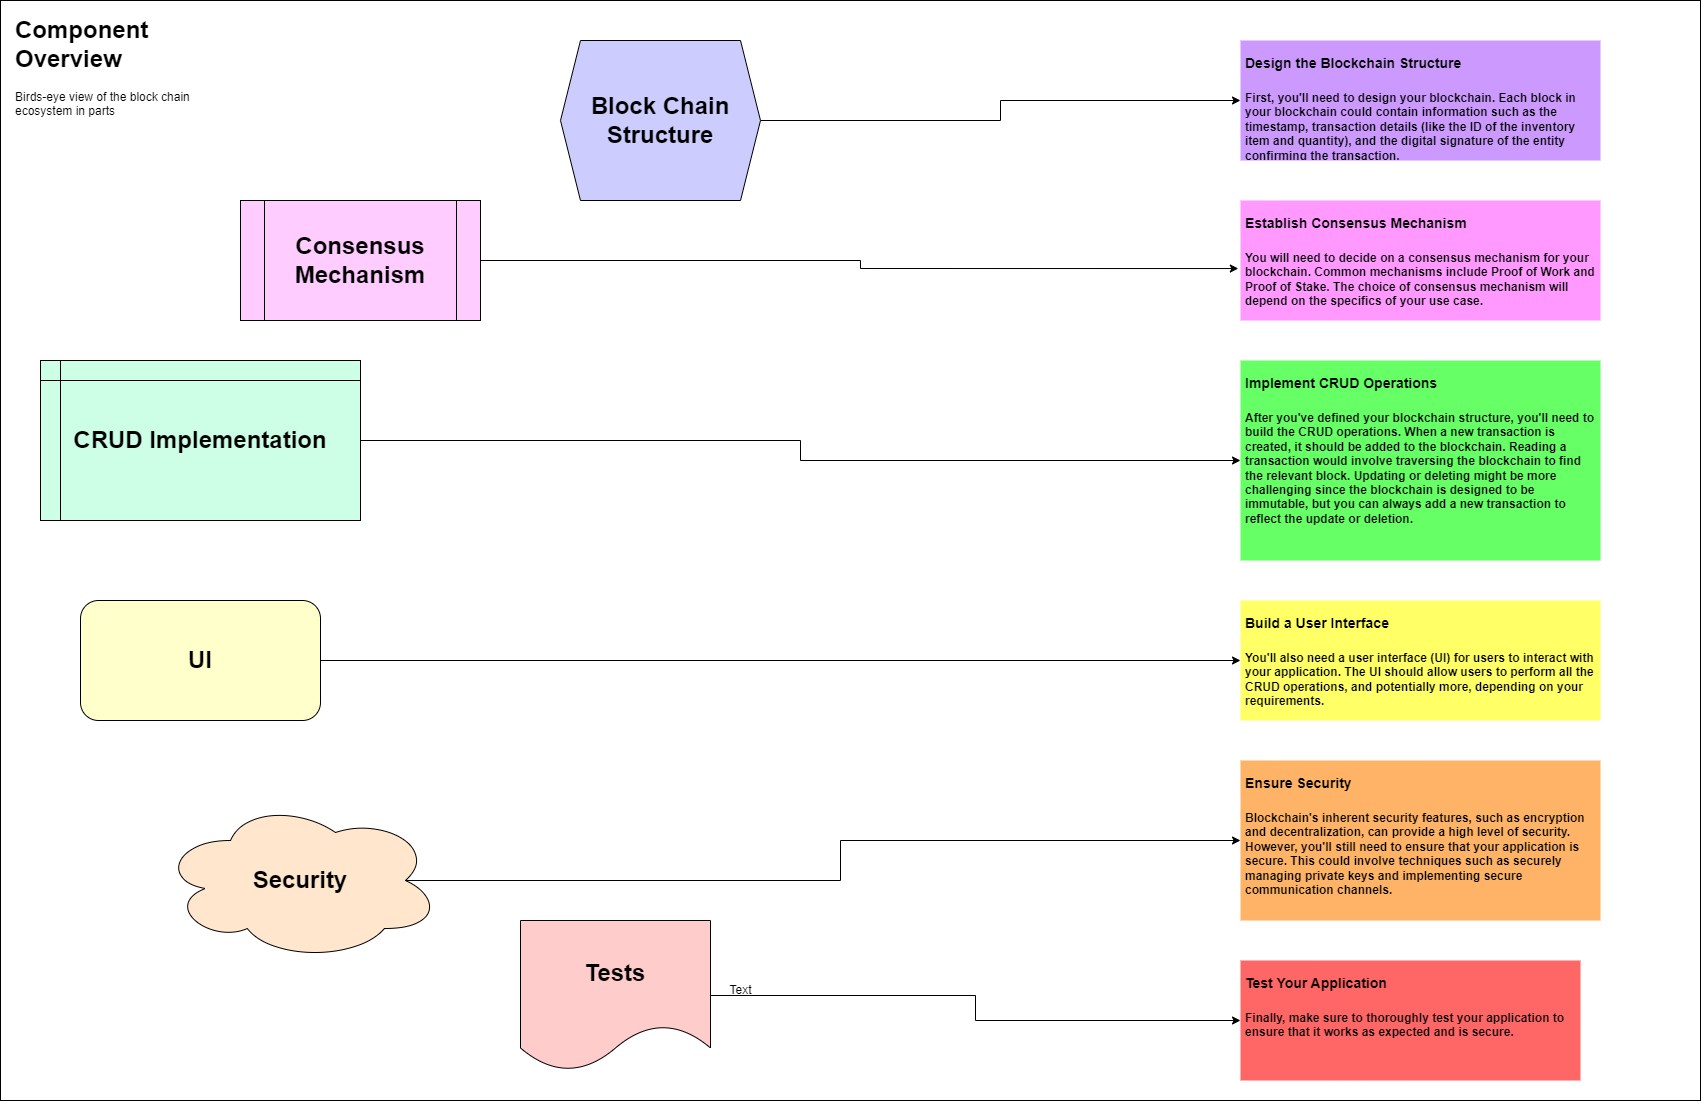 Component
Overview
Birds-eye view of the block chain
ecosystem in parts
Block Chain
Structure
Design the Blockchain Structure
First, you'll need to design your blockchain. Each block in
your blockchain could contain information such as the
timestamp, transaction details (like the ID of the inventory
item and quantity), and the digital signature of the entity
confirming the transaction.
Consensus
Mechanism
Establish Consensus Mechanism
You will need to decide on a consensus mechanism for your
blockchain. Common mechanisms include Proof of Work and
Proof of Stake. The choice of consensus mechanism will
depend on the specifics of your use case.
CRUD Implementation
Implement CRUD Operations
After you've defined your blockchain structure, you'll need to
build the CRUD operations. When a new transaction is
created, it should be added to the blockchain. Reading a
transaction would involve traversing the blockchain to find
the relevant block. Updating or deleting might be more
challenging since the blockchain is designed to be
immutable, but you can always add a new transaction to
reflect the update or deletion.
UI
Build a User Interface
You'll also need a user interface (UI) for users to interact with
your application. The UI should allow users to perform all the
CRUD operations, and potentially more, depending on your
requirements.
Security
Ensure Security
Blockchain's inherent security features, such as encryption
and decentralization, can provide a high level of security.
However, you'll still need to ensure that your application is
secure. This could involve techniques such as securely
managing private keys and implementing secure
communication channels.
Tests
Text
Test Your Application
Finally, make sure to thoroughly test your application to
ensure that it works as expected and is secure.